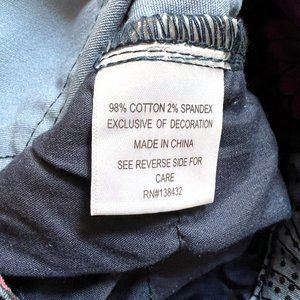 98% COTTON 2% SPANDEX
EXCLUSIVE OF DECORATION
MADE IN CHINA
SEE REVERSE SIDE FOR
CARE
RN#138432